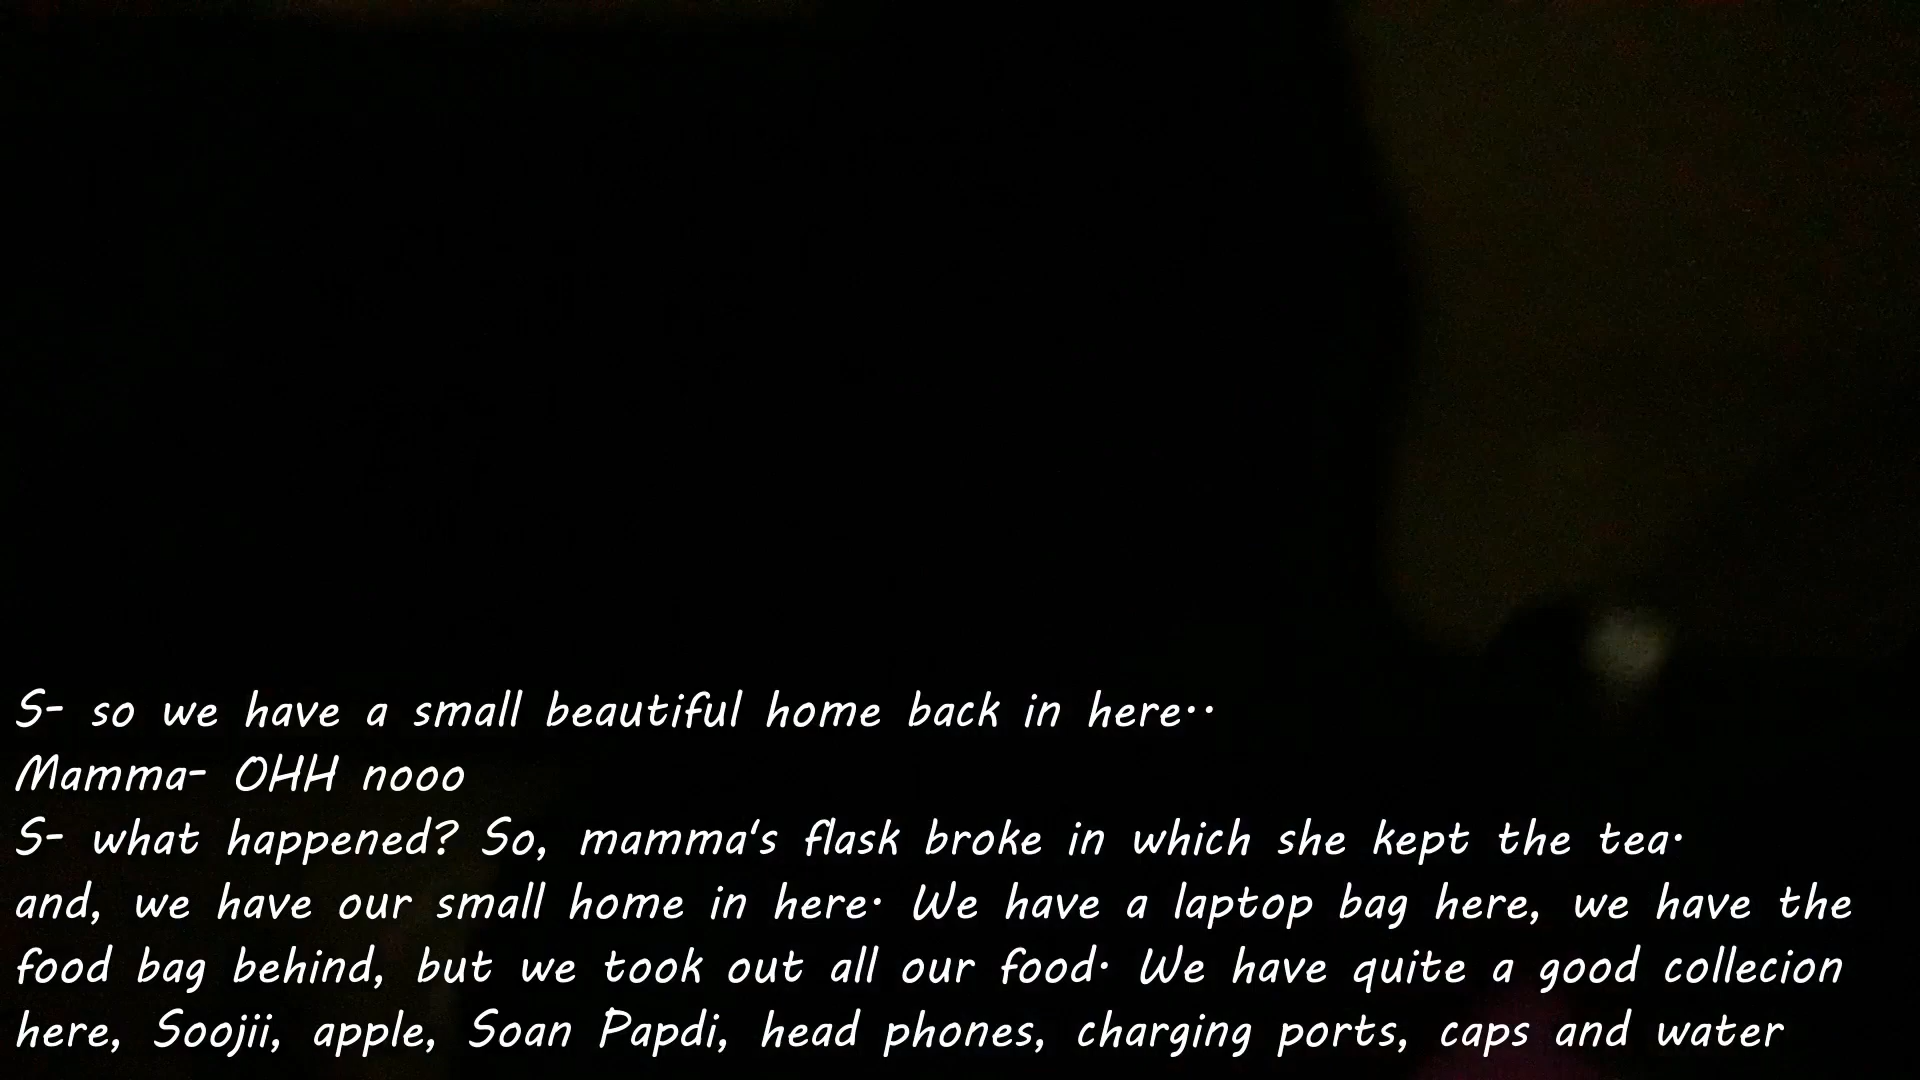 S- so we have a small beautiful home back in here..
Mamma- OHH nooo
S- what happened? So, mamma's flask broke in which she kept the tea.
and, we have our small home in here. We have a laptop bag here, we have the
food bag behind, but we took out all our food. We have quite a good collecion
here, Soojii, apple, Soan Papdi, head phones, charging ports, caps and water